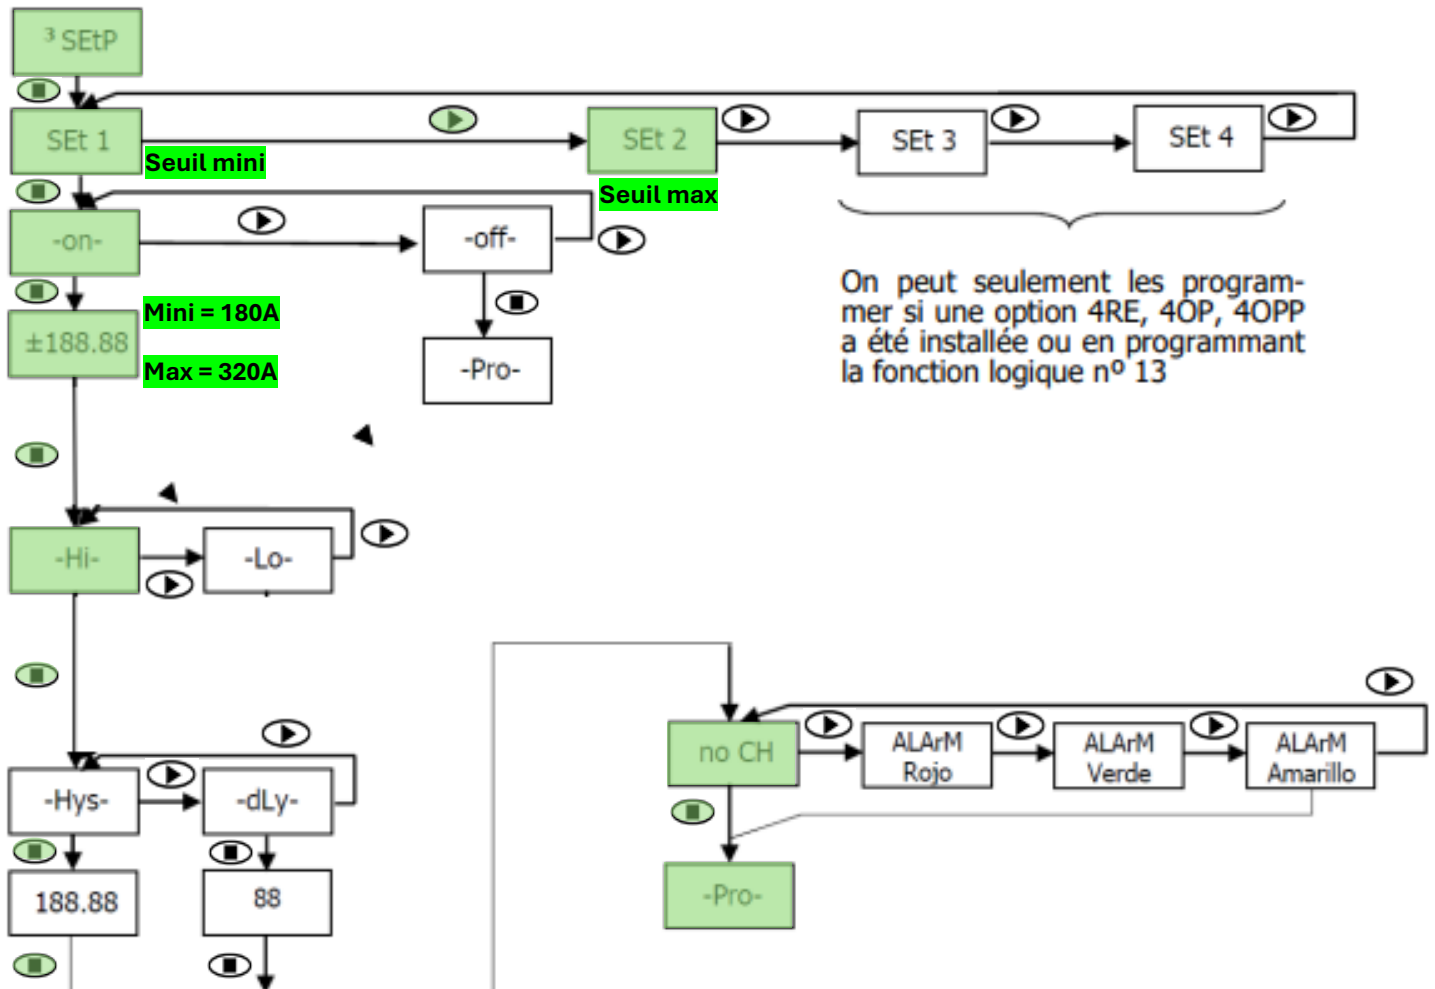 ³ SEtP
SEt 1
SEt 2
SEt 3
SEt 4
Seuil mini
Seuil max
-on-
-off-
On peut seulement les program-
mer si une option 4RE, 4OP, 4OPP
a été installée ou en programmant
la fonction logique nº 13
Mini = 180A
±188.88
Max = 320A
-Pro-
-Hi-
-Lo-
no CH
ALArM
Rojo
ALArM
Verde
ALArM
Amarillo
-Hys-
-dLy-
188.88
88
-Pro-